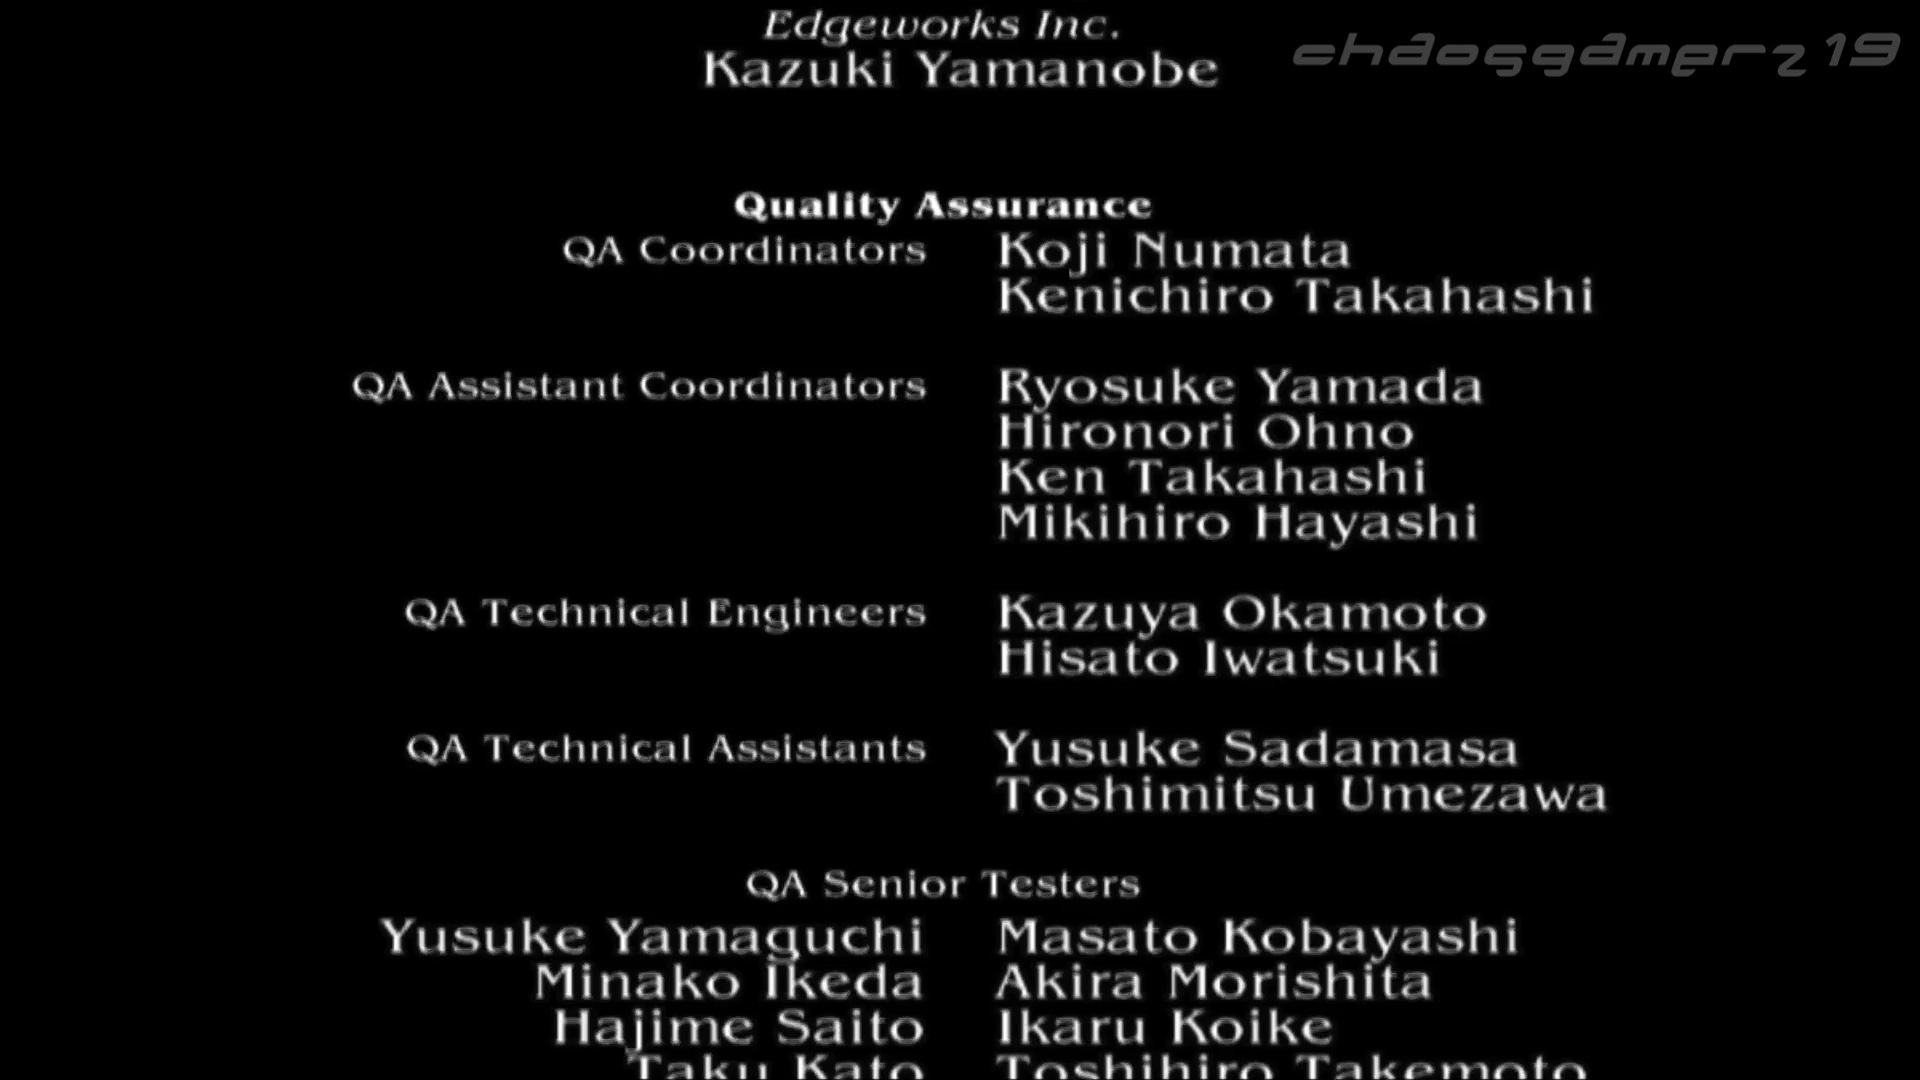 Edgeworks Inc.
Kazuki Yamanobe
chaosgamerz19
Quality Assurance
QA Coordinators Koji Numata
Kenichiro Takahashi
QA Assistant Coordinators Ryosuke Yamada
Hironori Ohno
Ken Takahashi
Mikihiro Hayashi
QA Technical Engineers Kazuya Okamoto
Hisato Iwatsuki
QA Technical Assistants Yusuke Sadamasa
Toshimitsu Umezawa
QA Senior Testers
Yusuke Yamaguchi Masato Kobayashi
Minako Ikeda Akira Morishita
Hajime Saito Ikaru Koike
Taku Kato Toshihiro Takemoto